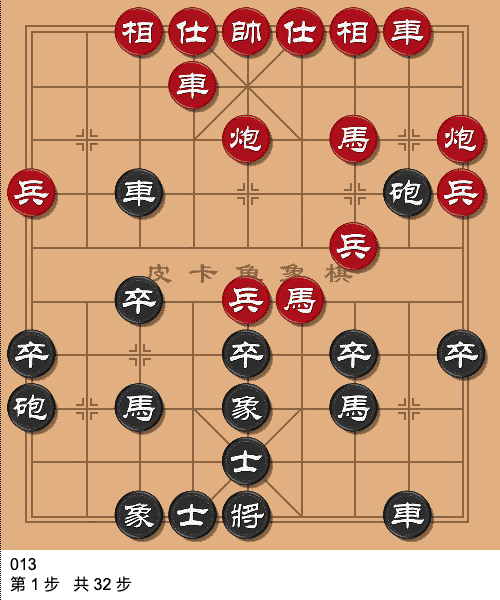 相仕帥仕相車
車
炮馬炮
兵車砲兵
兵
皮卡魚象棋
卒兵馬
卒卒卒卒
砲馬象馬
士
象士将車
013
第 1 步 共 32 步